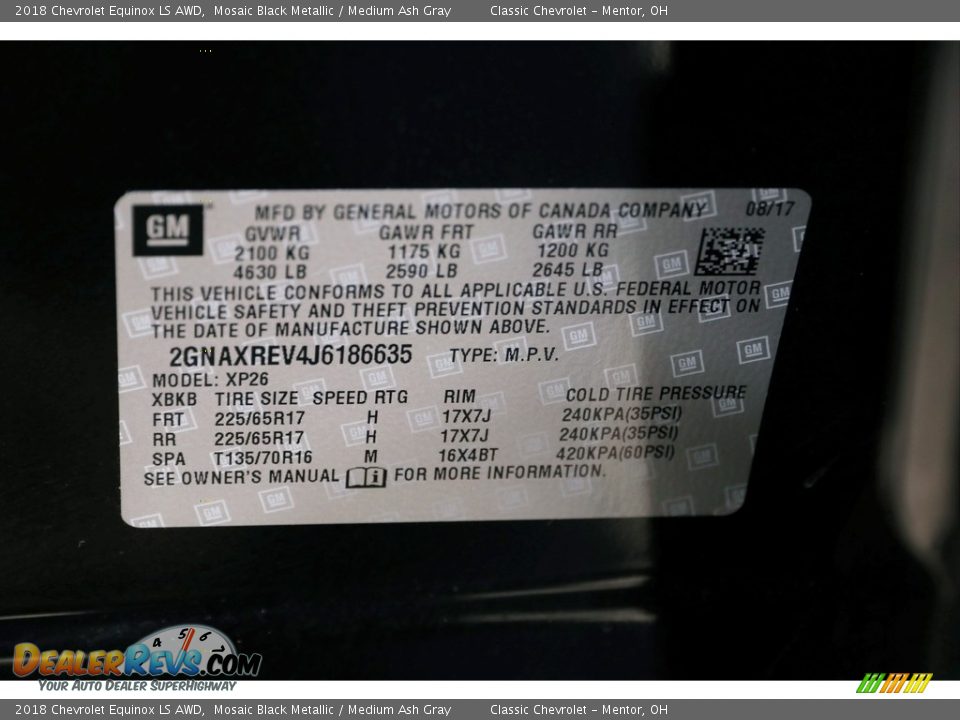 2018 Chevrolet Equinox LS AWD, Mosaic Black Metallic / Medium Ash Gray Classic Chevrolet - Mentor, OH
GM MFD BY GENERAL MOTORS OF CANADA COMPANY 08/17
GVWR GAWR FRT GAWR RR
2100 KG 1175 KG 1200 KG
4630 LB 2590 LB 2645 LB
THIS VEHICLE CONFORMS TO ALL APPLICABLE U.S. FEDERAL MOTOR
VEHICLE SAFETY AND THEFT PREVENTION STANDARDS IN EFFECT ON
THE DATE OF MANUFACTURE SHOWN ABOVE.
2GNAXREV4J6186635 TYPE: M.P.V.
MODEL: XP26
XBKB TIRE SIZE SPEED RTG RIM COLD TIRE PRESSURE
FRT 225/65R17 H 17X7J 240KPA(35PSI)
RR 225/65R17 H 17X7J 240KPA(35PSI)
SPA T135/70R16 M 16X4BT 420KPA(60PSI)
SEE OWNER'S MANUAL i FOR MORE INFORMATION.
4 5 6
DEALERREVS.COM
YOUR AUTO DEALER SUPERHIGHWAY
2018 Chevrolet Equinox LS AWD, Mosaic Black Metallic / Medium Ash Gray Classic Chevrolet - Mentor, OH